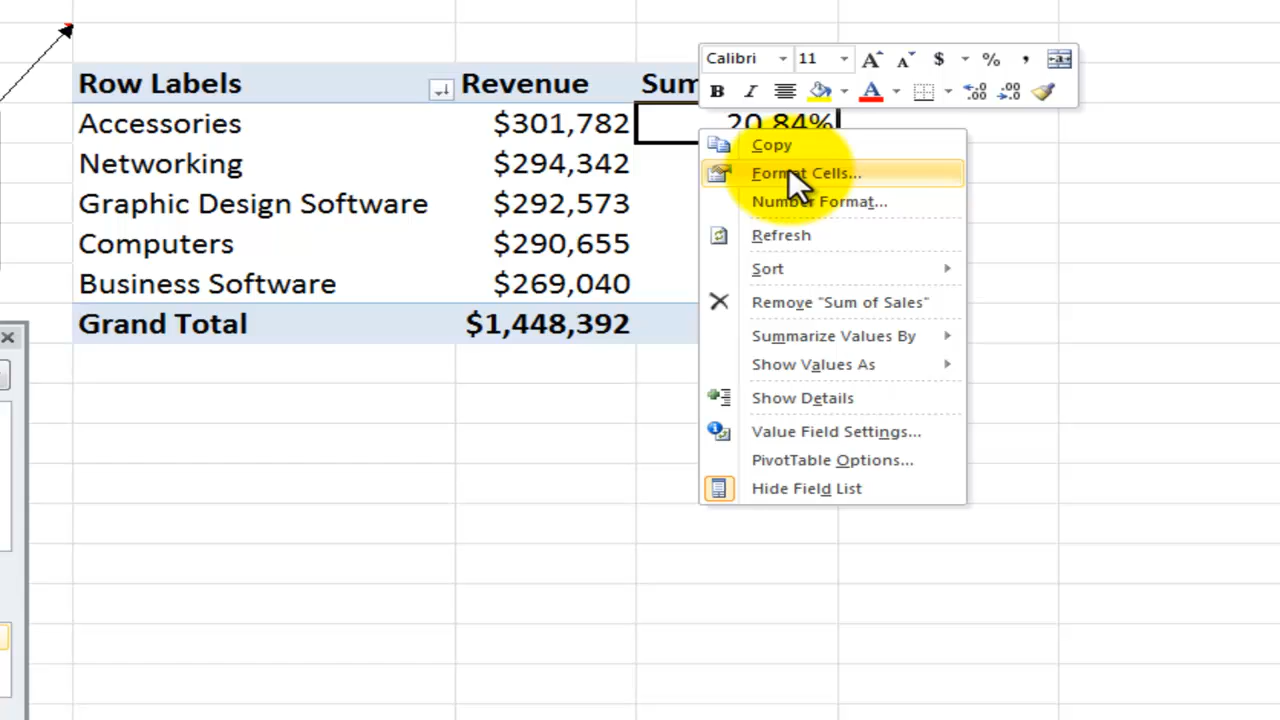 Calibri 11 $ % ,
B I A .00 .00
Row Labels Revenue Sum
Accessories $301,782 20.84%
Networking $294,342
Graphic Design Software $292,573
Computers $290,655
Business Software $269,040
Grand Total $1,448,392
Copy
Format Cells...
Number Format...
Refresh
Sort
Remove "Sum of Sales"
Summarize Values By
Show Values As
Show Details
Value Field Settings...
PivotTable Options...
Hide Field List